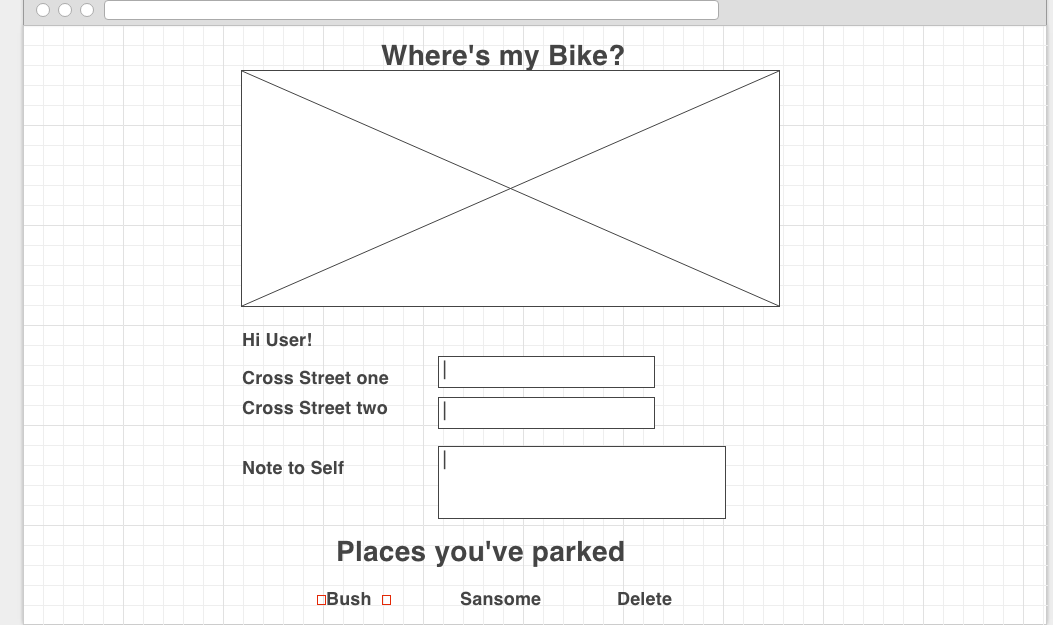 Where's my Bike?
Hi User!
Cross Street one
Cross Street two
Note to Self
Places you've parked
Bush Sansome Delete